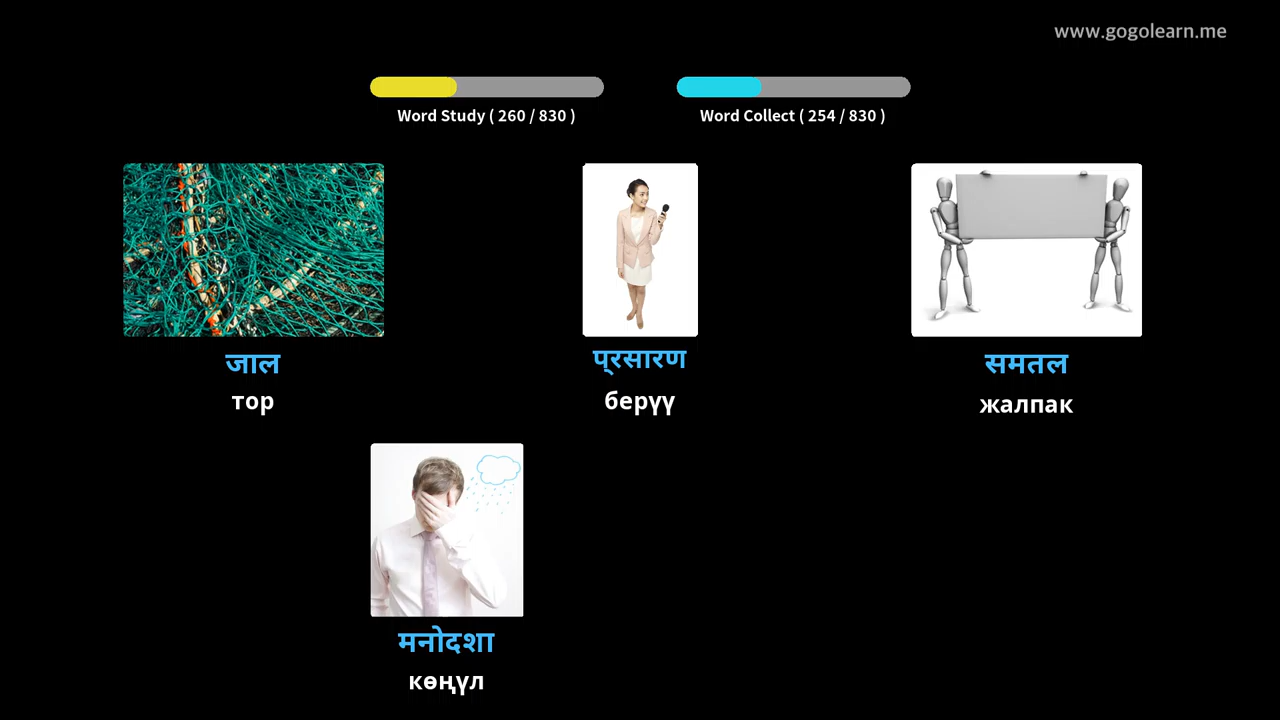 www.gogolearn.me
Word Study ( 260 / 830 )
Word Collect ( 254 / 830 )
जाल
тор
प्रसारण
берүү
समतल
жалпак
मनोदशा
көңүл